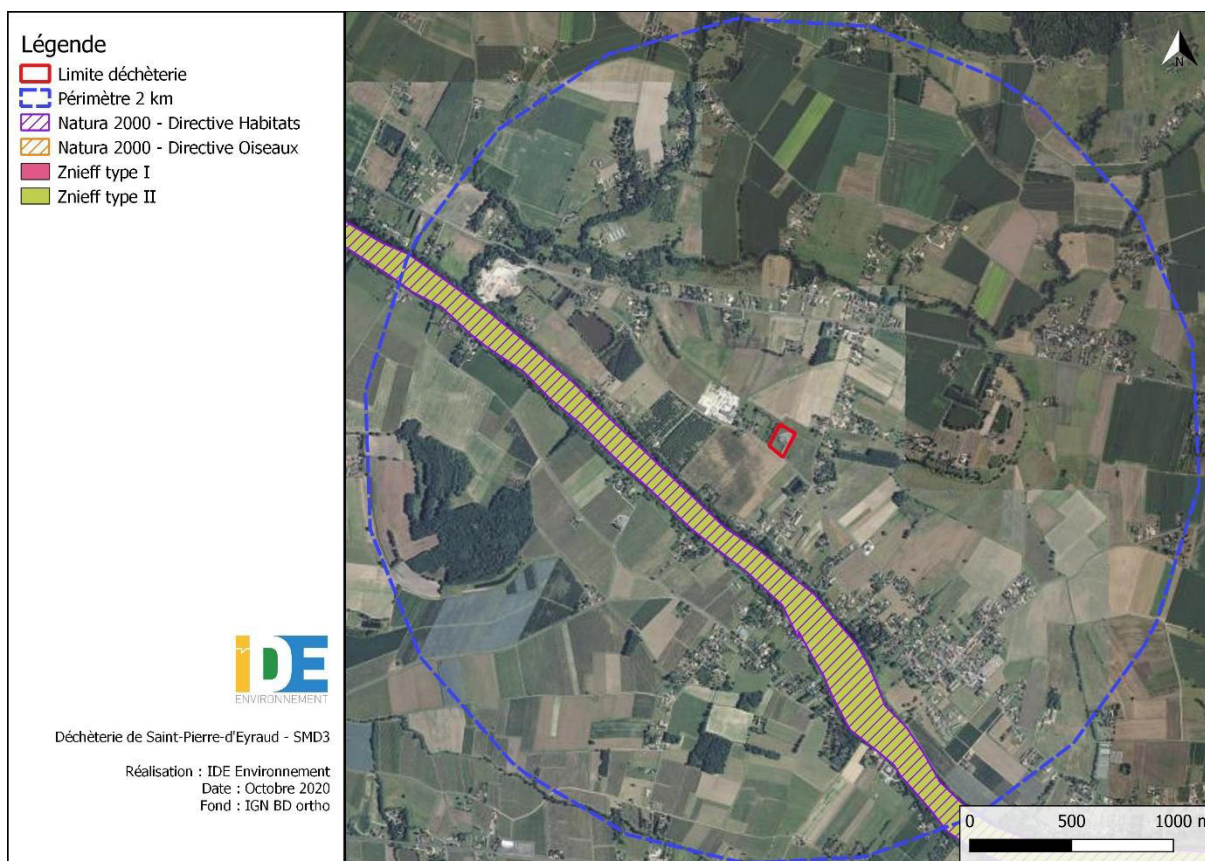 Légende
Limite déchèterie
Périmètre 2 km
Natura 2000 - Directive Habitats
Natura 2000 - Directive Oiseaux
Znieff type I
Znieff type II
iDE
ENVIRONNEMENT
Déchèterie de Saint-Pierre-d'Eyraud - SMD3
Réalisation : IDE Environnement
Date : Octobre 2020
Fond : IGN BD ortho
N
0 500 1000 m